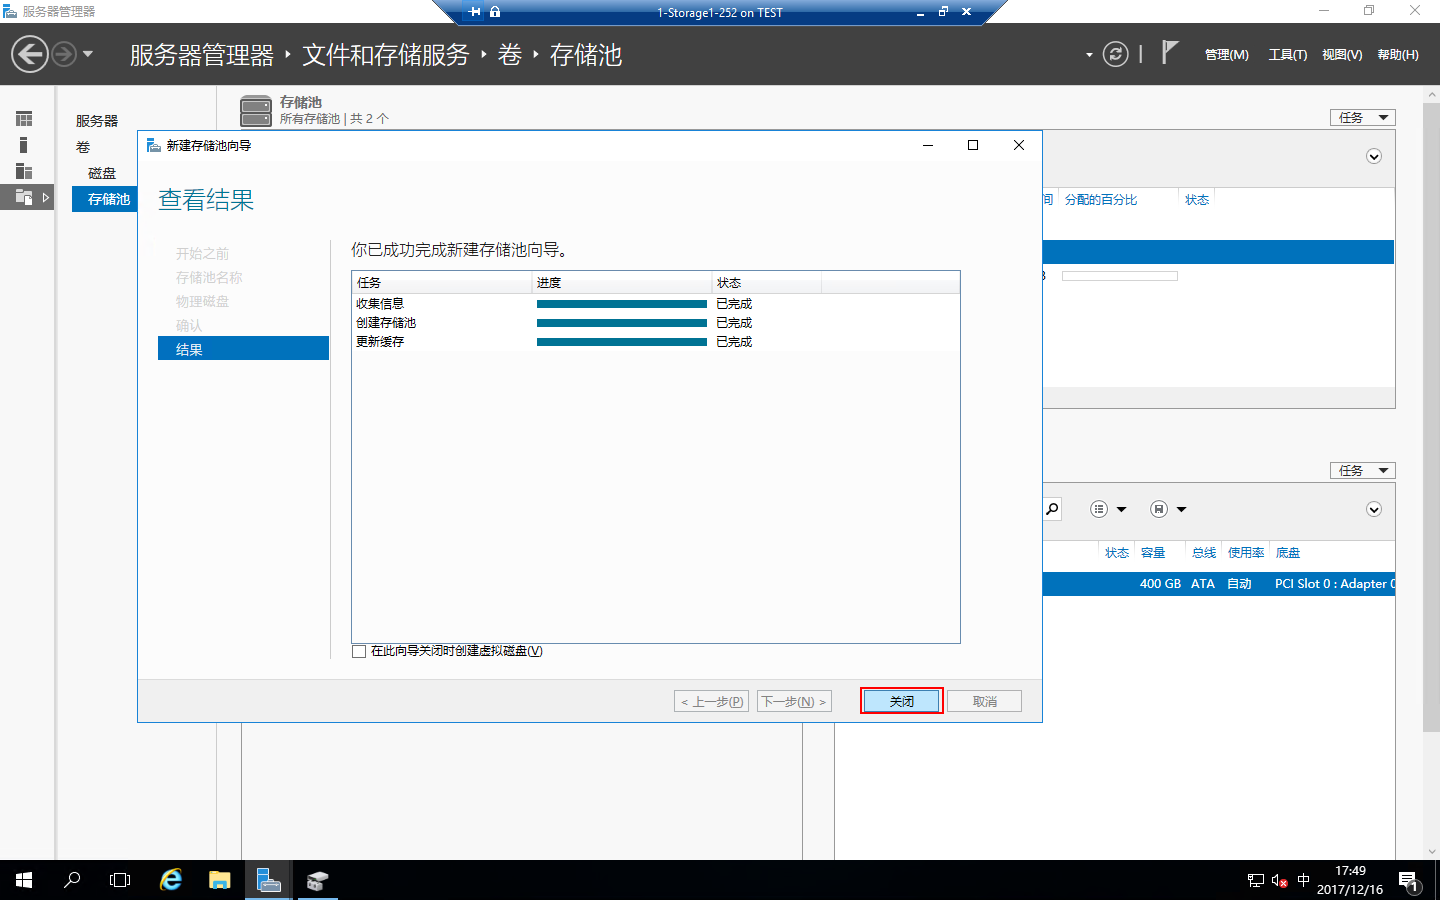 服务器管理器
1-Storage1-252 on TEST
服务器管理器 文件和存储服务 卷 存储池
管理(M) 工具(T) 视图(V) 帮助(H)
服务器
卷
磁盘
存储池
存储池
所有存储池 | 共 2 个
任务
新建存储池向导
查看结果
开始之前
存储池名称
物理磁盘
确认
结果
你已成功完成新建存储池向导。
任务 进度 状态
收集信息 已完成
创建存储池 已完成
更新缓存 已完成
在此向导关闭时创建虚拟磁盘(V)
< 上一步(P) 下一步(N) > 关闭 取消
间 分配的百分比 状态
任务
状态 容量 总线 使用率 底盘
400 GB ATA 自动 PCI Slot 0 : Adapter 0
中
17:49
2017/12/16
1